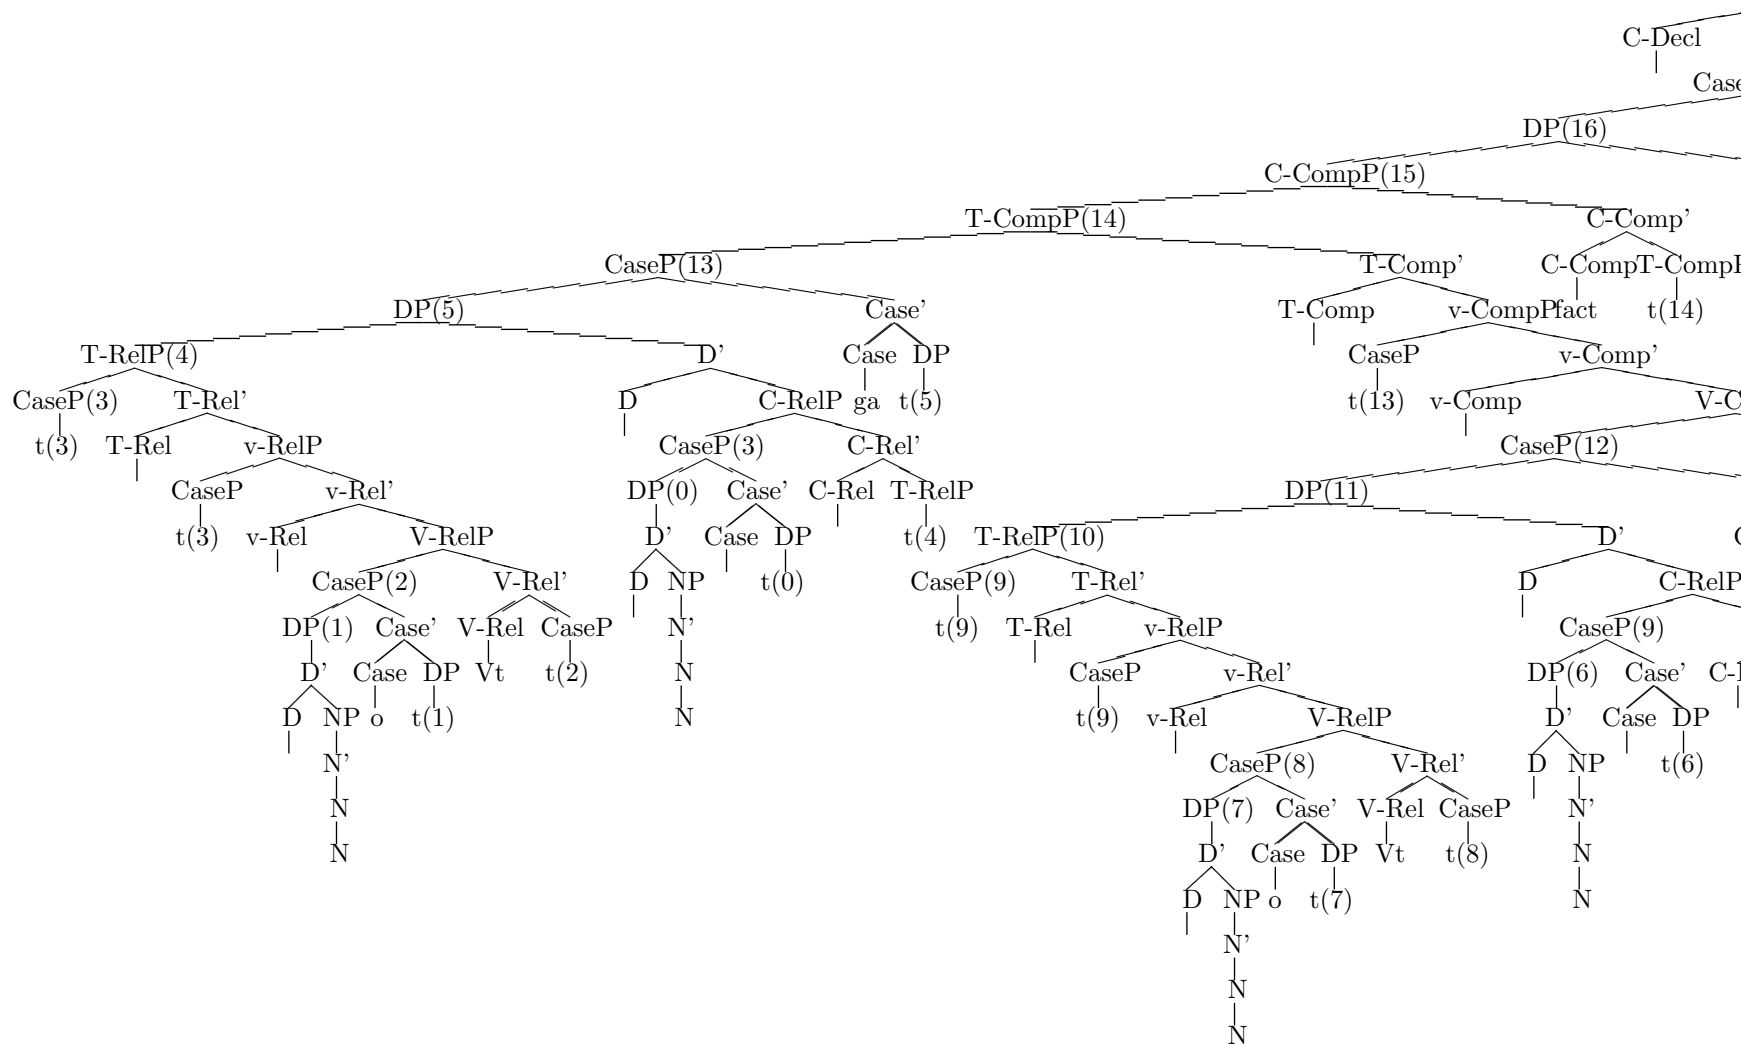 C-Decl
Case
DP(16)
C-CompP(15)
T-CompP(14) C-Comp’
CaseP(13) T-Comp’ C-Comp T-CompP
DP(5) Case’ T-Comp v-CompP fact t(14)
T-RelP(4) D’ Case DP CaseP v-Comp’
CaseP(3) T-Rel’ D C-RelP ga t(5) t(13) v-Comp V-C
t(3) T-Rel v-RelP CaseP(3) C-Rel’ CaseP(12)
CaseP v-Rel’ DP(0) Case’ C-Rel T-RelP DP(11)
t(3) v-Rel V-RelP D’ Case DP t(4) T-RelP(10) D’
CaseP(2) V-Rel’ D NP t(0) CaseP(9) T-Rel’ D C-RelP
DP(1) Case’ V-Rel CaseP N’ t(9) T-Rel v-RelP CaseP(9)
D’ Case DP Vt t(2) N CaseP v-Rel’ DP(6) Case’ C-
D NP o t(1) N t(9) v-Rel V-RelP D’ Case DP
N’ CaseP(8) V-Rel’ D NP t(6)
N DP(7) Case’ V-Rel CaseP N’
N D’ Case DP Vt t(8) N
D NP o t(7) N
N’
N
N